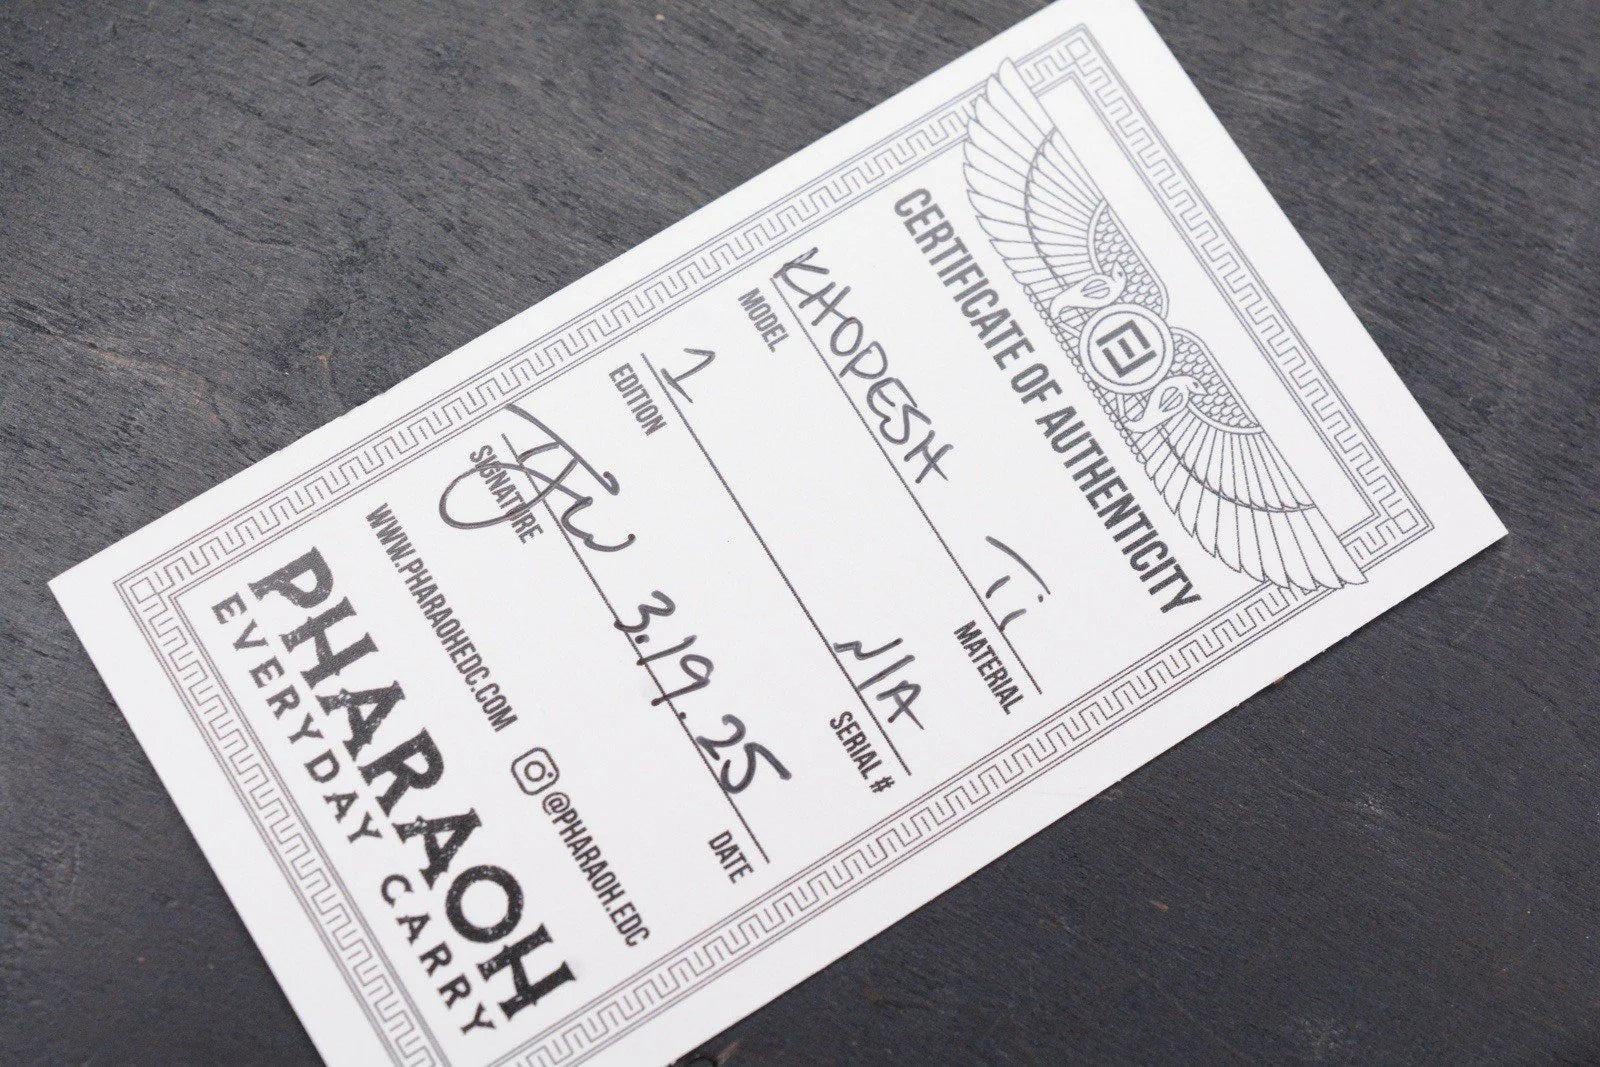 CERTIFICATE OF AUTHENTICITY
KHOPESH Ti
MODEL MATERIAL
1 N/A
EDITION SERIAL #
3.19.25
SIGNATURE DATE
WWW.PHARAOHEDC.COM @PHARAOH.EDC
PHARAOH
EVERYDAY CARRY